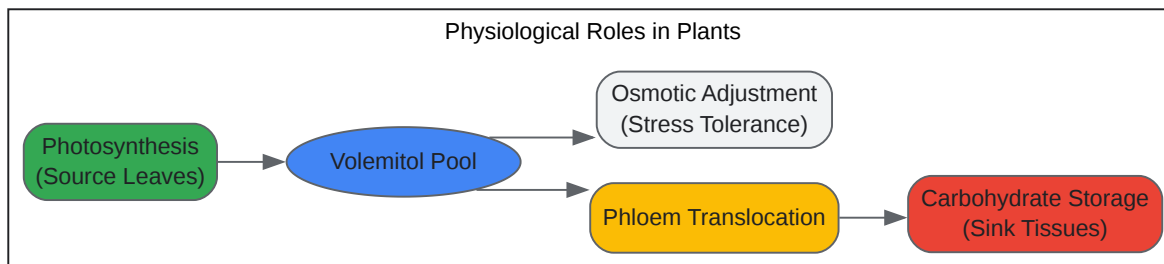 Physiological Roles in Plants
Photosynthesis
(Source Leaves)
Volemitol Pool
Osmotic Adjustment
(Stress Tolerance)
Phloem Translocation
Carbohydrate Storage
(Sink Tissues)